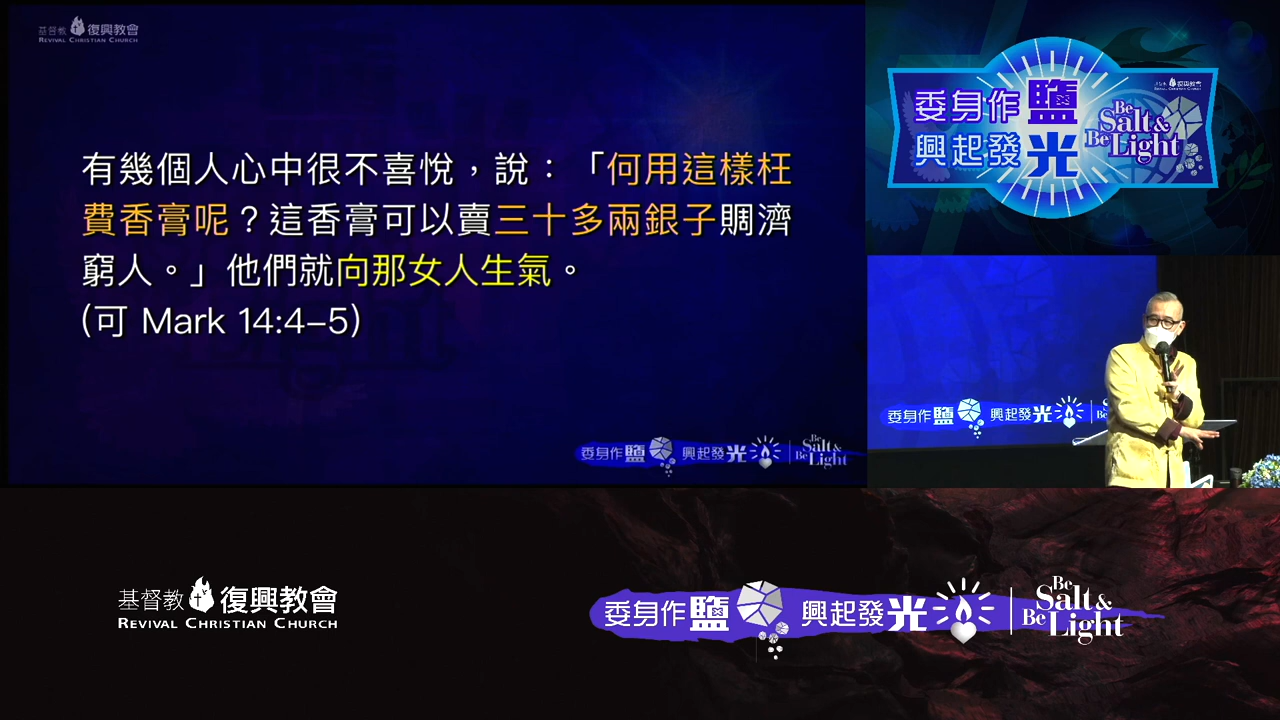 基督教 復興教會
REVIVAL CHRISTIAN CHURCH
有幾個人心中很不喜悅，說：「何用這樣枉
費香膏呢？這香膏可以賣三十多兩銀子賙濟
窮人。」他們就向那女人生氣。
(可 Mark 14:4–5)
委身作鹽 興起發光 Be Salt & Be Light
復興教會
委身作鹽
興起發光
Be Salt & Be Light
委身作鹽 興起發光
基督教 復興教會
REVIVAL CHRISTIAN CHURCH
委身作鹽 興起發光 Be Salt & Be Light